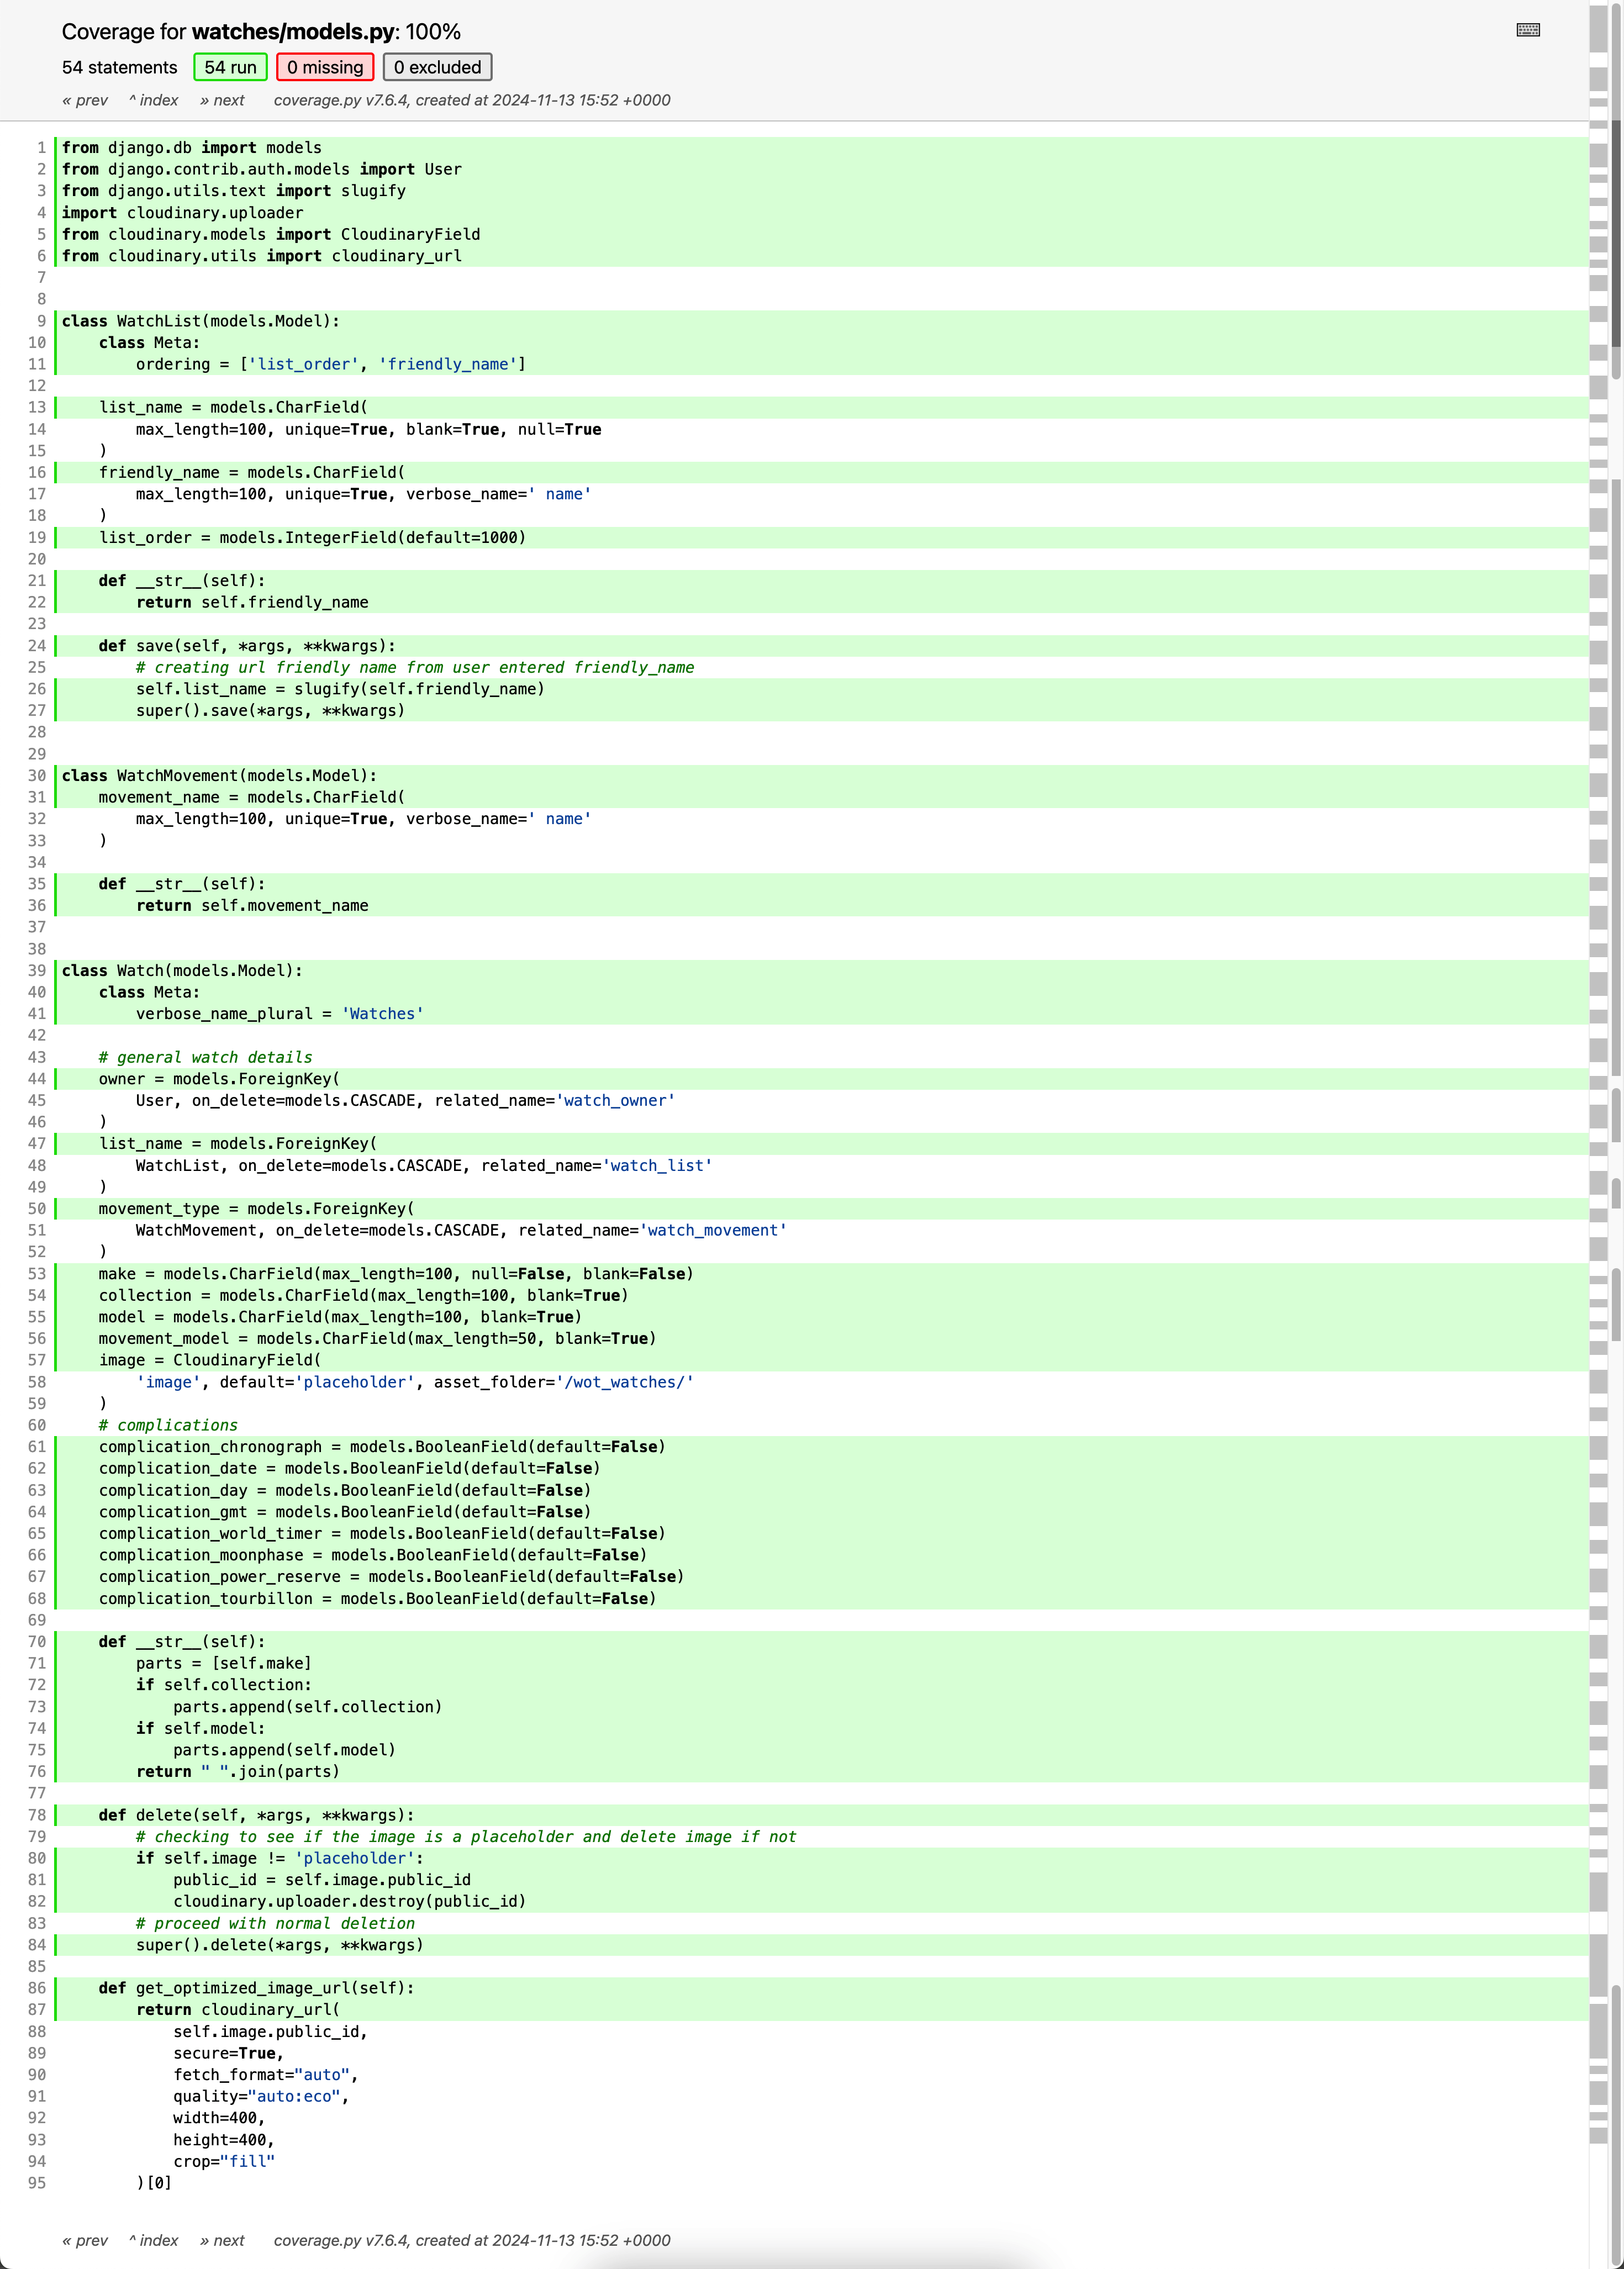 Coverage for watches/models.py: 100%
54 statements 54 run 0 missing 0 excluded
« prev ^ index » next coverage.py v7.6.4, created at 2024-11-13 15:52 +0000
1 from django.db import models
2 from django.contrib.auth.models import User
3 from django.utils.text import slugify
4 import cloudinary.uploader
5 from cloudinary.models import CloudinaryField
6 from cloudinary.utils import cloudinary_url
7
8
9 class WatchList(models.Model):
10     class Meta:
11         ordering = ['list_order', 'friendly_name']
12
13     list_name = models.CharField(
14         max_length=100, unique=True, blank=True, null=True
15     )
16     friendly_name = models.CharField(
17         max_length=100, unique=True, verbose_name=' name'
18     )
19     list_order = models.IntegerField(default=1000)
20
21     def __str__(self):
22         return self.friendly_name
23
24     def save(self, *args, **kwargs):
25         # creating url friendly name from user entered friendly_name
26         self.list_name = slugify(self.friendly_name)
27         super().save(*args, **kwargs)
28
29
30 class WatchMovement(models.Model):
31     movement_name = models.CharField(
32         max_length=100, unique=True, verbose_name=' name'
33     )
34
35     def __str__(self):
36         return self.movement_name
37
38
39 class Watch(models.Model):
40     class Meta:
41         verbose_name_plural = 'Watches'
42
43     # general watch details
44     owner = models.ForeignKey(
45         User, on_delete=models.CASCADE, related_name='watch_owner'
46     )
47     list_name = models.ForeignKey(
48         WatchList, on_delete=models.CASCADE, related_name='watch_list'
49     )
50     movement_type = models.ForeignKey(
51         WatchMovement, on_delete=models.CASCADE, related_name='watch_movement'
52     )
53     make = models.CharField(max_length=100, null=False, blank=False)
54     collection = models.CharField(max_length=100, blank=True)
55     model = models.CharField(max_length=100, blank=True)
56     movement_model = models.CharField(max_length=50, blank=True)
57     image = CloudinaryField(
58         'image', default='placeholder', asset_folder='/wot_watches/'
59     )
60     # complications
61     complication_chronograph = models.BooleanField(default=False)
62     complication_date = models.BooleanField(default=False)
63     complication_day = models.BooleanField(default=False)
64     complication_gmt = models.BooleanField(default=False)
65     complication_world_timer = models.BooleanField(default=False)
66     complication_moonphase = models.BooleanField(default=False)
67     complication_power_reserve = models.BooleanField(default=False)
68     complication_tourbillon = models.BooleanField(default=False)
69
70     def __str__(self):
71         parts = [self.make]
72         if self.collection:
73             parts.append(self.collection)
74         if self.model:
75             parts.append(self.model)
76         return " ".join(parts)
77
78     def delete(self, *args, **kwargs):
79         # checking to see if the image is a placeholder and delete image if not
80         if self.image != 'placeholder':
81             public_id = self.image.public_id
82             cloudinary.uploader.destroy(public_id)
83         # proceed with normal deletion
84         super().delete(*args, **kwargs)
85
86     def get_optimized_image_url(self):
87         return cloudinary_url(
88             self.image.public_id,
89             secure=True,
90             fetch_format="auto",
91             quality="auto:eco",
92             width=400,
93             height=400,
94             crop="fill"
95         )[0]
« prev ^ index » next coverage.py v7.6.4, created at 2024-11-13 15:52 +0000